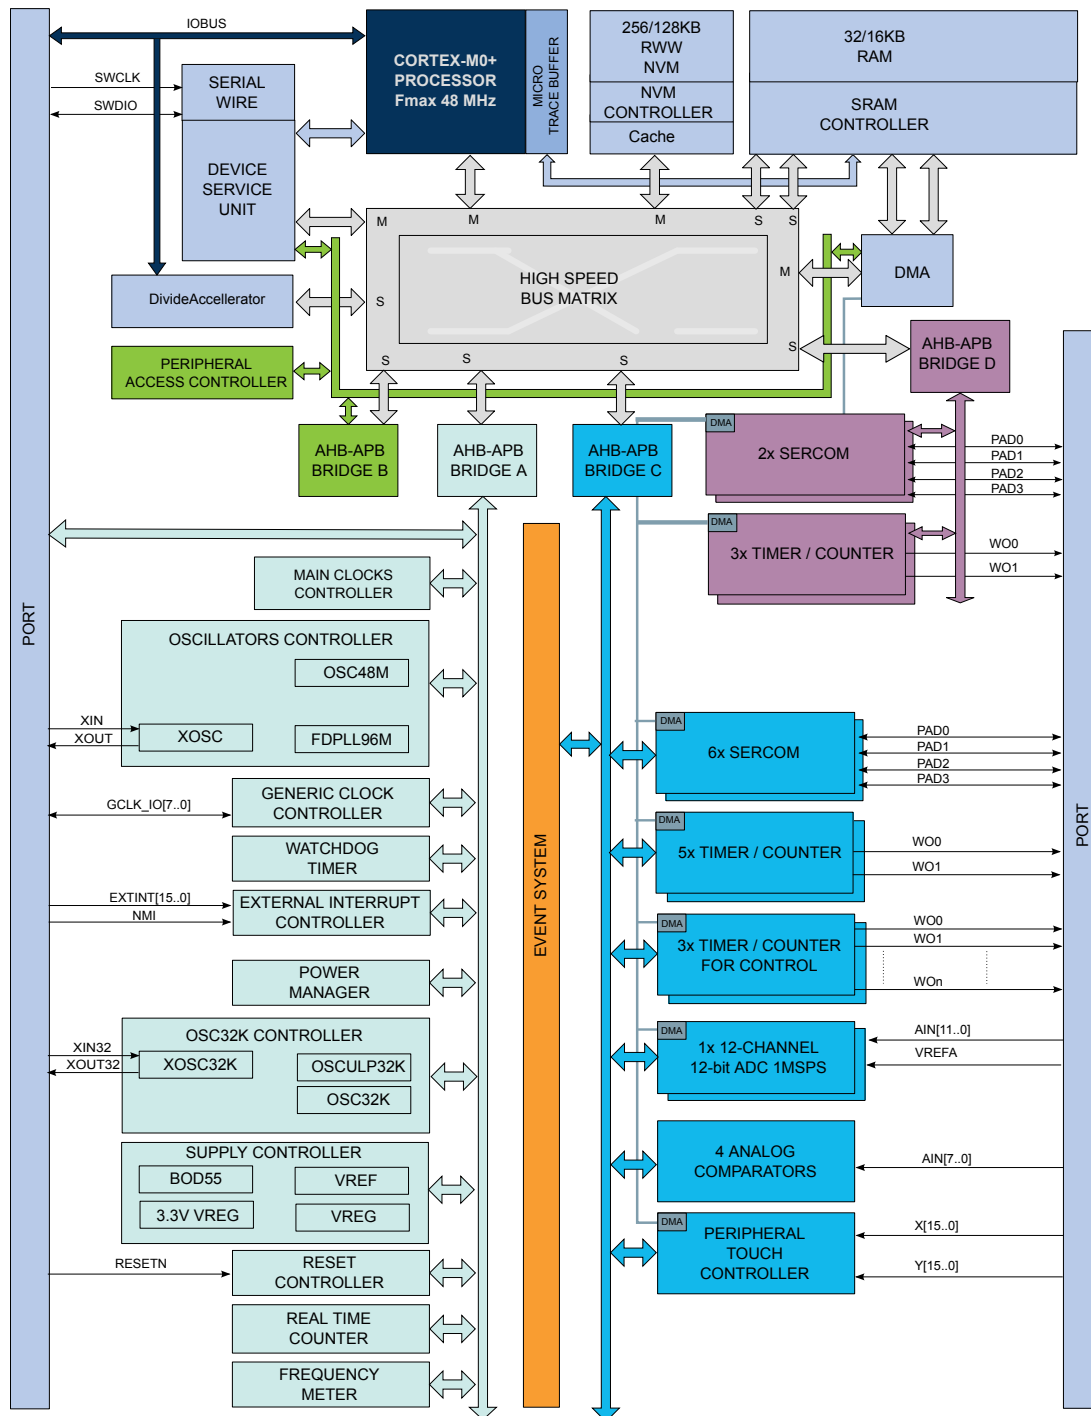 IOBUS
SWCLK
SWDIO
SERIAL
WIRE
DEVICE
SERVICE
UNIT
CORTEX-M0+
PROCESSOR
Fmax 48 MHz
MICRO
TRACE BUFFER
256/128KB
RWW
NVM
NVM
CONTROLLER
Cache
32/16KB
RAM
SRAM
CONTROLLER
M
M
M
S
S
HIGH SPEED
BUS MATRIX
M
DMA
DivideAccellerator
S
S
S
S
S
AHB-APB
BRIDGE D
PERIPHERAL
ACCESS CONTROLLER
AHB-APB
BRIDGE B
AHB-APB
BRIDGE A
AHB-APB
BRIDGE C
DMA
2x SERCOM
PAD0
PAD1
PAD2
PAD3
DMA
3x TIMER / COUNTER
WO0
WO1
PORT
MAIN CLOCKS
CONTROLLER
OSCILLATORS CONTROLLER
OSC48M
XIN
XOUT
XOSC
FDPLL96M
GCLK_IO[7..0]
GENERIC CLOCK
CONTROLLER
WATCHDOG
TIMER
EXTINT[15..0]
NMI
EXTERNAL INTERRUPT
CONTROLLER
POWER
MANAGER
OSC32K CONTROLLER
XIN32
XOUT32
XOSC32K
OSCULP32K
OSC32K
SUPPLY CONTROLLER
BOD55
VREF
3.3V VREG
VREG
RESETN
RESET
CONTROLLER
REAL TIME
COUNTER
FREQUENCY
METER
EVENT SYSTEM
DMA
6x SERCOM
PAD0
PAD1
PAD2
PAD3
DMA
5x TIMER / COUNTER
WO0
WO1
DMA
3x TIMER / COUNTER
FOR CONTROL
WO0
WO1
WOn
DMA
1x 12-CHANNEL
12-bit ADC 1MSPS
AIN[11..0]
VREFA
4 ANALOG
COMPARATORS
AIN[7..0]
DMA
PERIPHERAL
TOUCH
CONTROLLER
X[15..0]
Y[15..0]
PORT